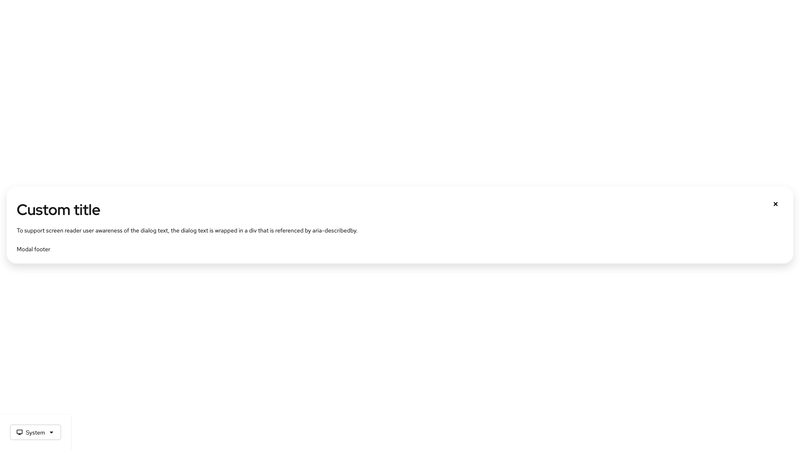 Custom title
To support screen reader user awareness of the dialog text, the dialog text is wrapped in a div that is referenced by aria-describedby.
Modal footer
System